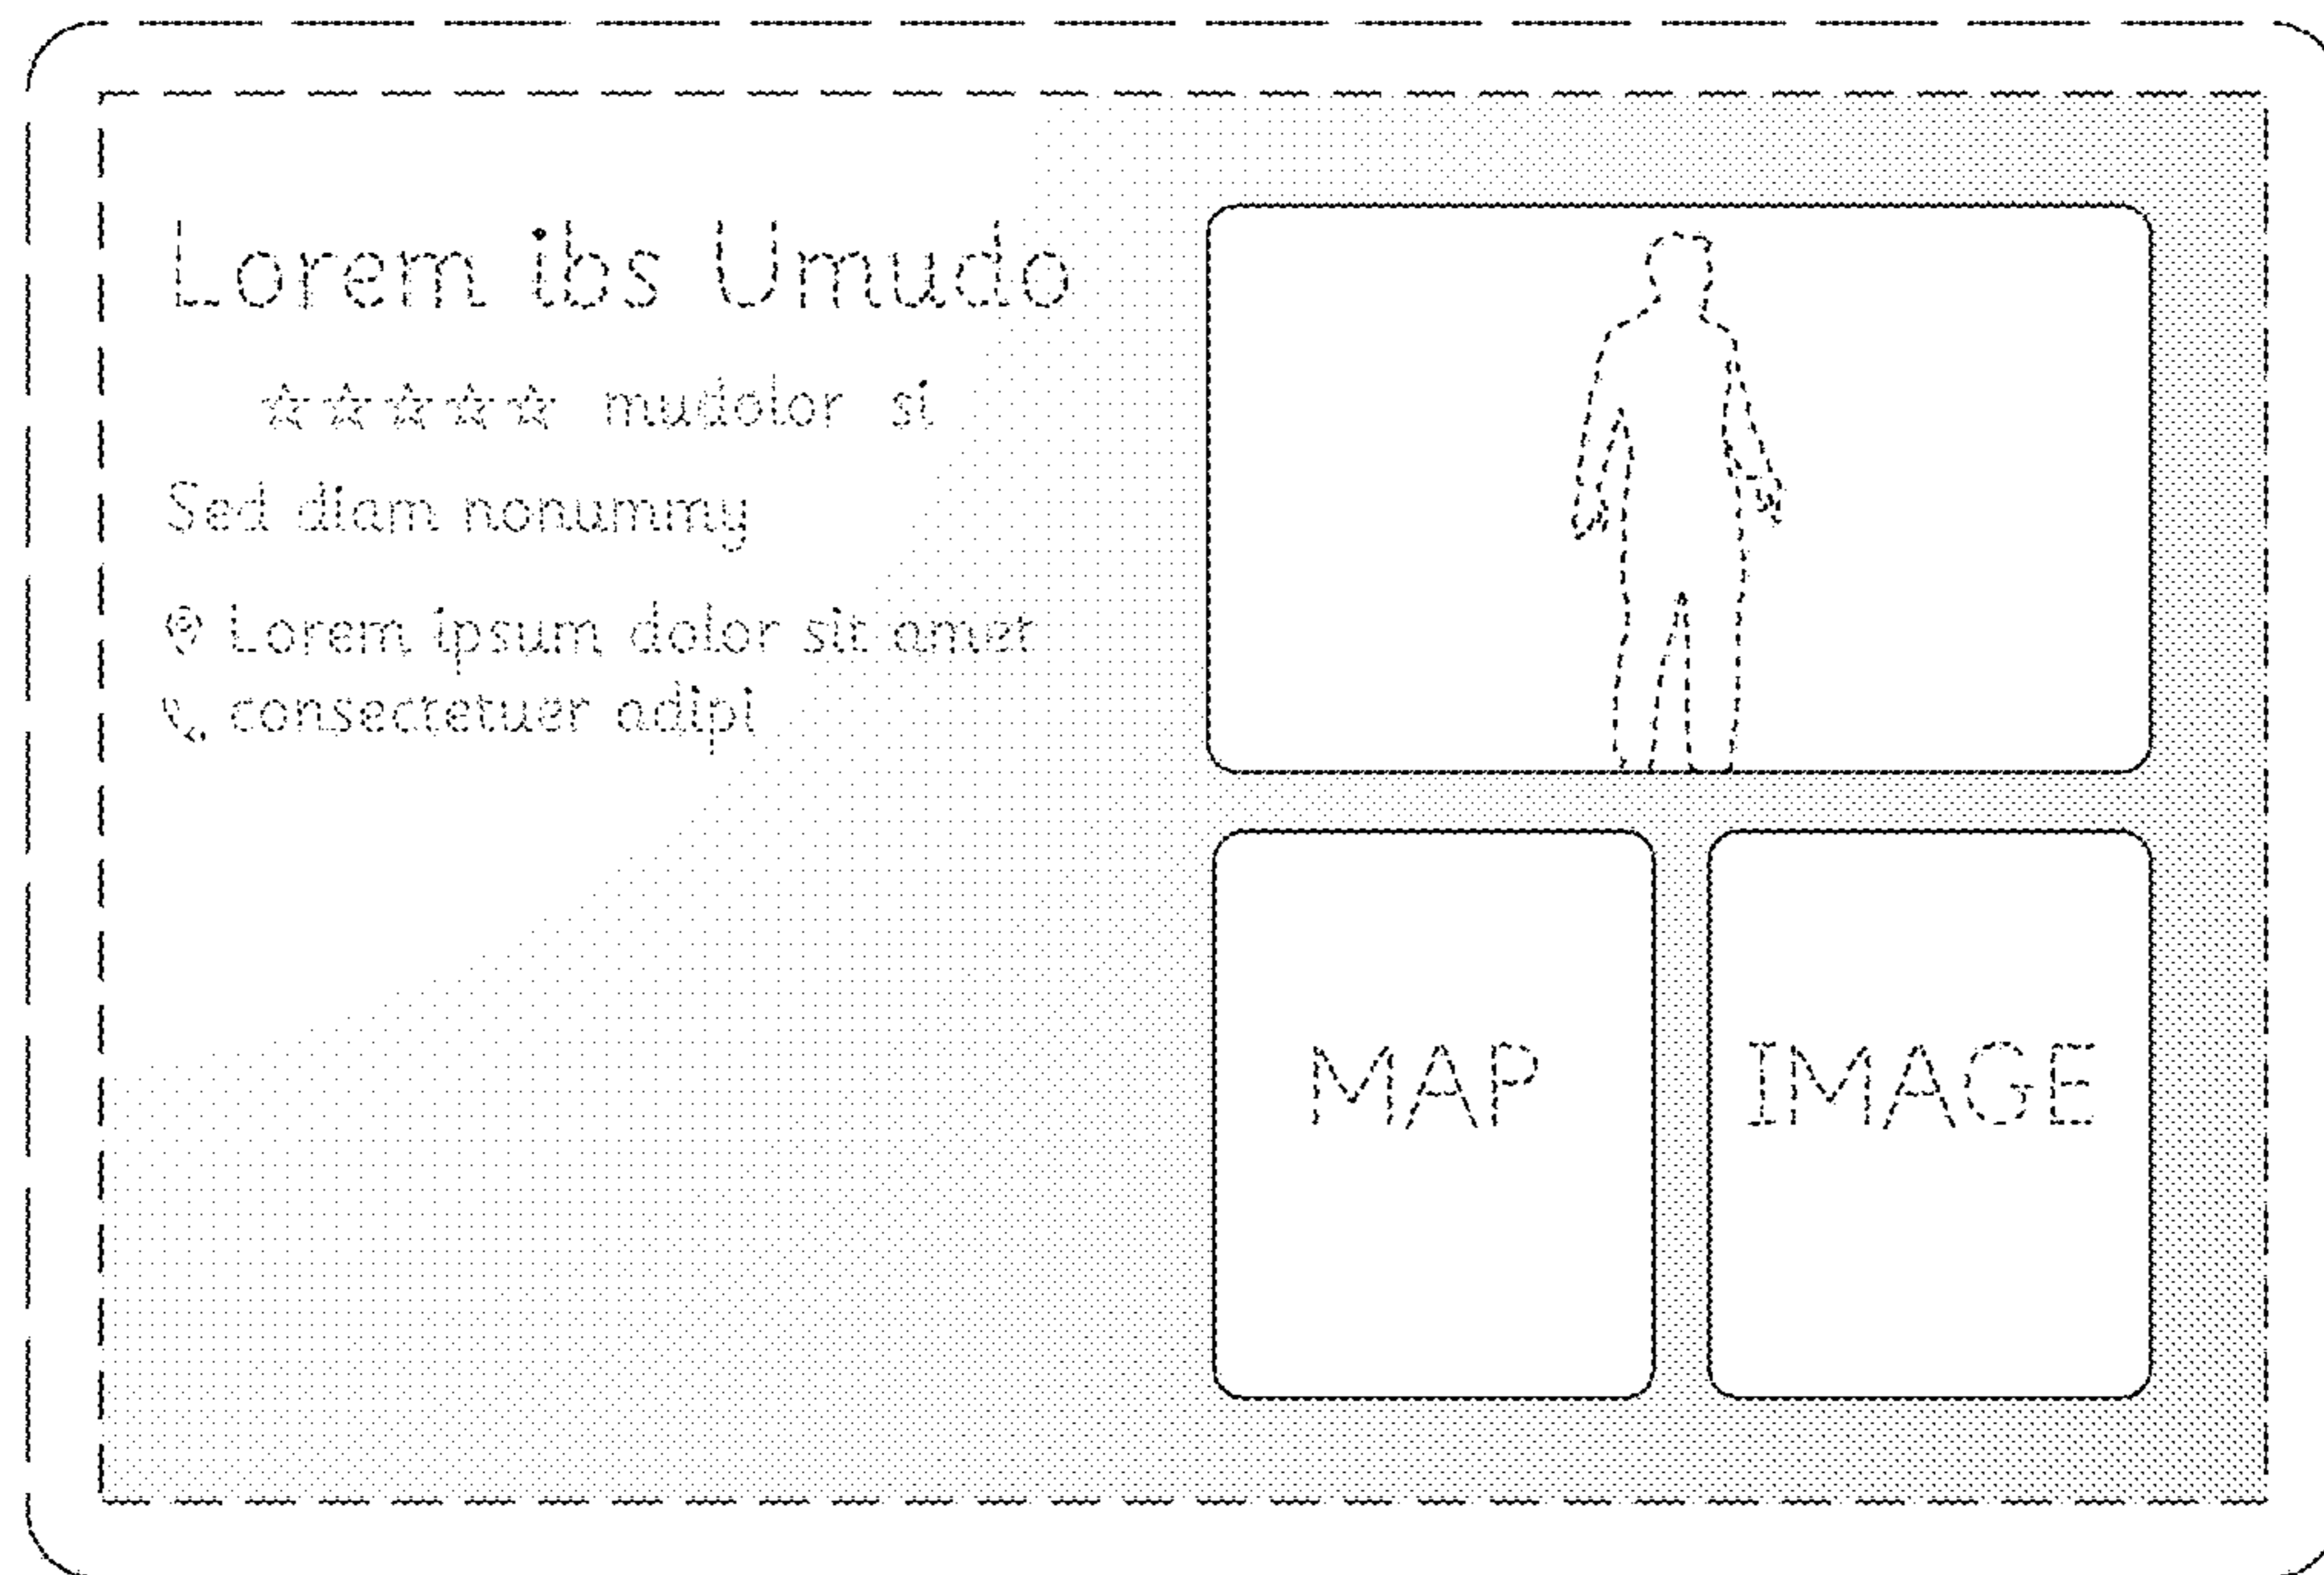 Lorem ibs Umudo
☆☆☆☆☆ mudolor si
Sed diam nonummy
Lorem ipsum dolor sit amet
consectetuer adipi
MAP
IMAGE